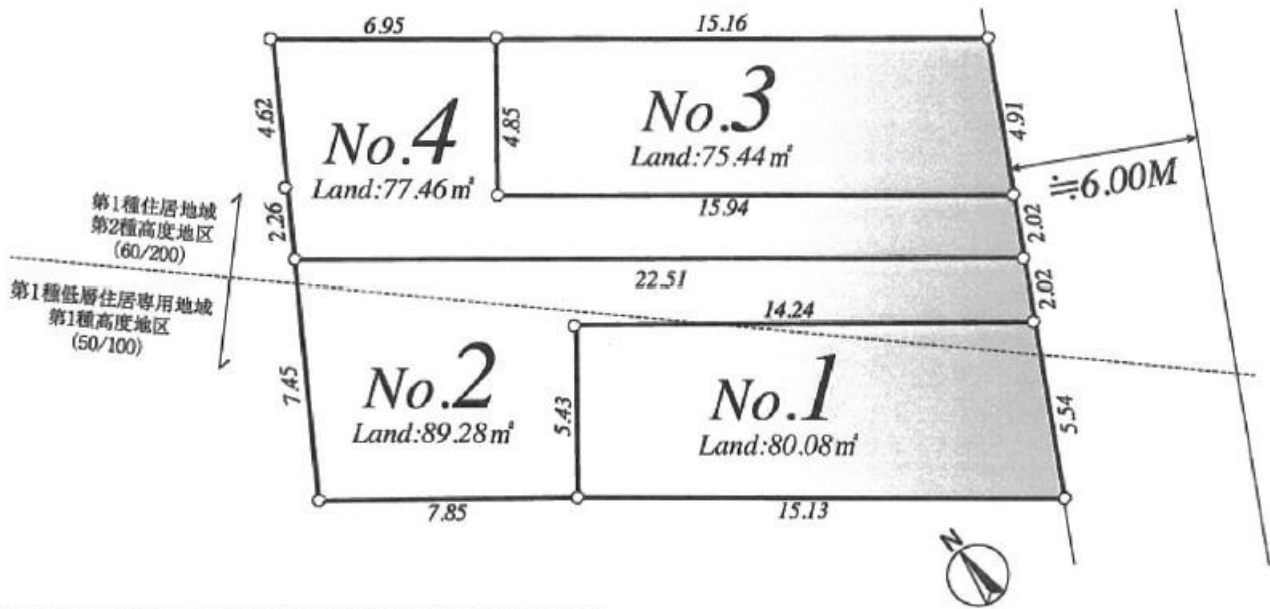 6.95
15.16
No.4
Land:77.46㎡
No.3
Land:75.44㎡
4.62
4.85
4.91
≒6.00M
第1種住居地域
第2種高度地区
(60/200)
2.26
15.94
2.02
22.51
2.02
第1種低層住居専用地域
第1種高度地区
(50/100)
14.24
7.45
No.2
Land:89.28㎡
5.43
No.1
Land:80.08㎡
5.54
7.85
15.13
N